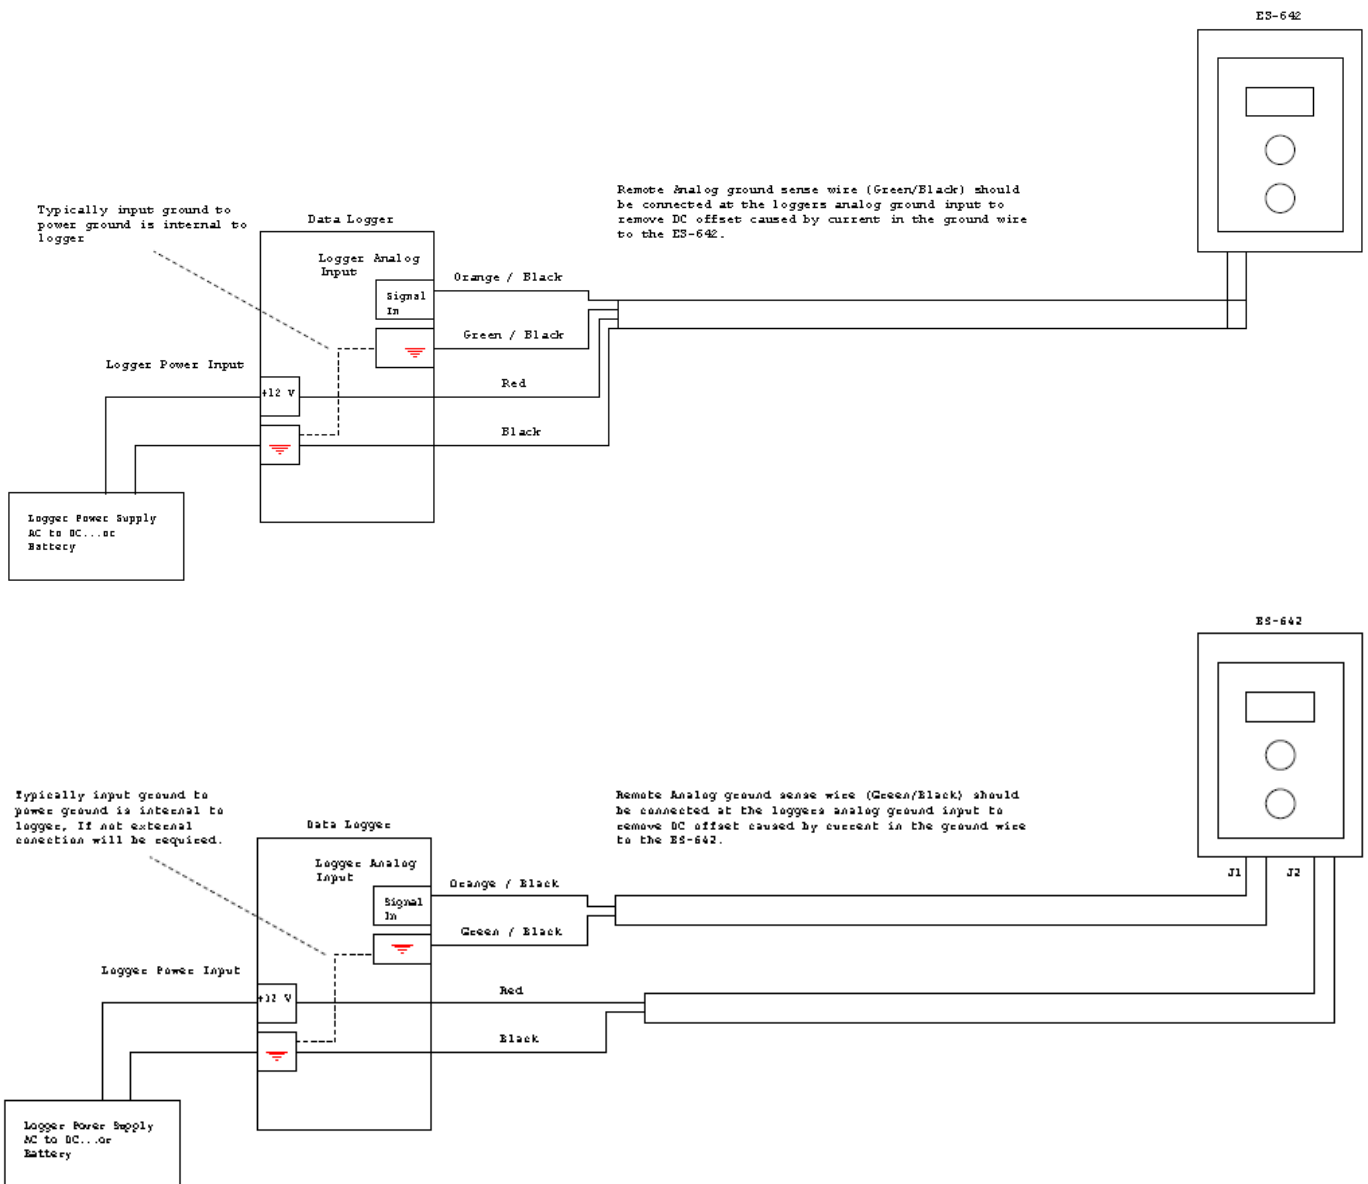 ES-642
Remote Analog ground sense wire (Green/Black) should
be connected at the loggers analog ground input to
remove DC offset caused by current in the ground wire
to the ES-642.
Typically input ground to
power ground is internal to
logger
Data Logger
Logger Analog
Input
Orange / Black
Signal
In
Green / Black
Logger Power Input
Red
+12 V
Black
Logger Power Supply
AC to DC...or
Battery
ES-642
Typically input ground to
power ground is internal to
logger, If not external
conection will be required.
Remote Analog ground sense wire (Green/Black) should
be connected at the loggers analog ground input to
remove DC offset caused by current in the ground wire
to the ES-642.
Data Logger
Logger Analog
Input
J1
J2
Orange / Black
Signal
In
Green / Black
Logger Power Input
Red
+12 V
Black
Logger Power Supply
AC to DC...or
Battery